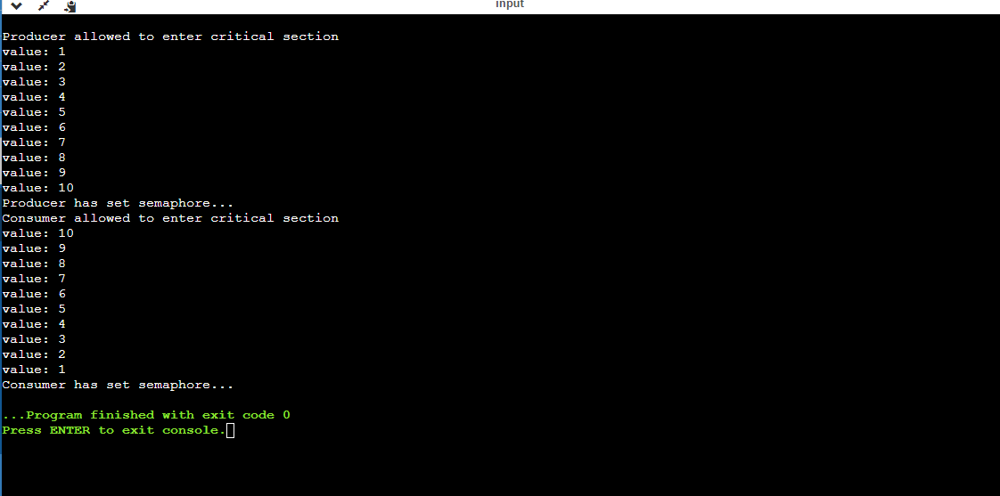 input
Producer allowed to enter critical section
value: 1
value: 2
value: 3
value: 4
value: 5
value: 6
value: 7
value: 8
value: 9
value: 10
Producer has set semaphore...
Consumer allowed to enter critical section
value: 10
value: 9
value: 8
value: 7
value: 6
value: 5
value: 4
value: 3
value: 2
value: 1
Consumer has set semaphore...
...Program finished with exit code 0
Press ENTER to exit console.